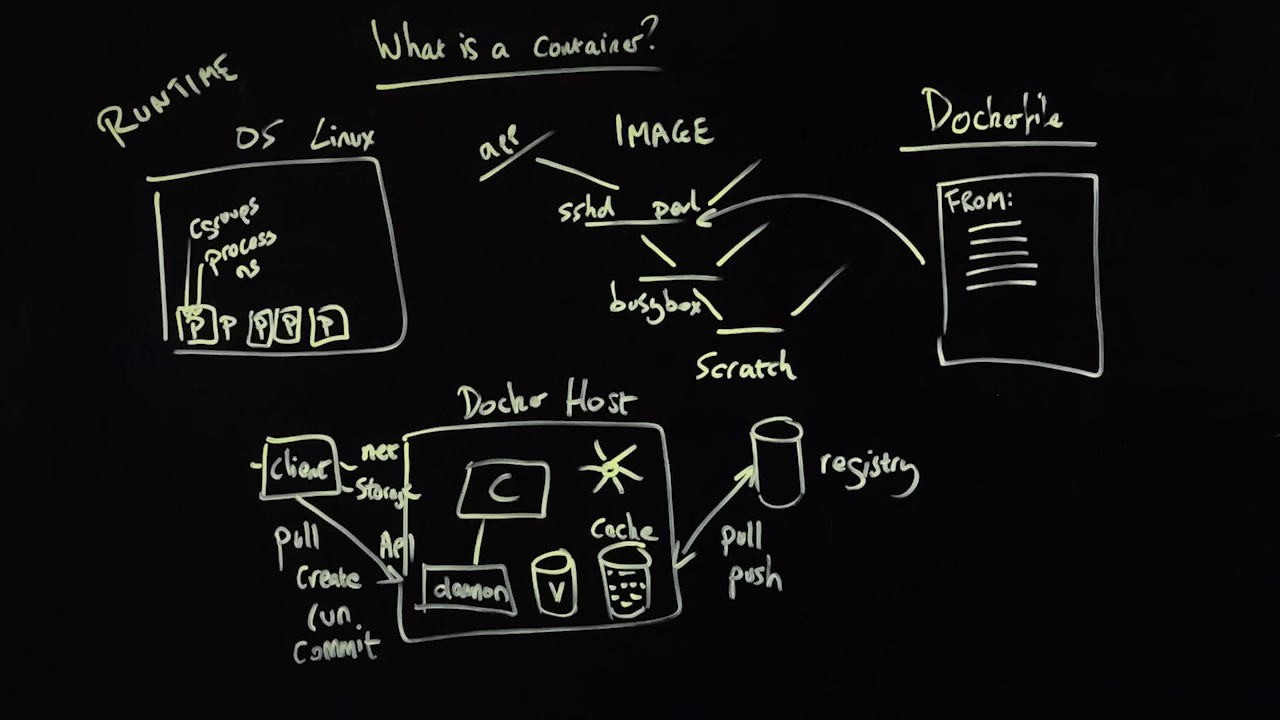 What is a container?
RUNTIME
OS Linux
cgroups
process
ns
P P P P P
app
IMAGE
sshd perl
busybox
Scratch
Dockerfile
FROM:
Docker Host
client
net
Storage
API
pull
Create
run
Commit
C
daemon
V
Cache
registry
pull
push